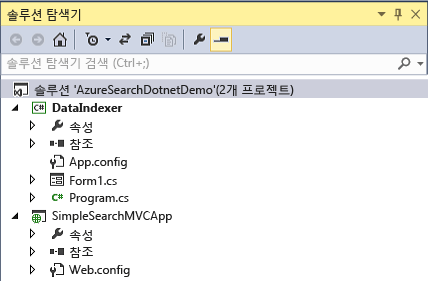 솔루션 탐색기
솔루션 탐색기 검색 (Ctrl+;)
솔루션 'AzureSearchDotnetDemo'(2개 프로젝트)
C# DataIndexer
속성
참조
App.config
Form1.cs
C# Program.cs
SimpleSearchMVCApp
속성
참조
Web.config